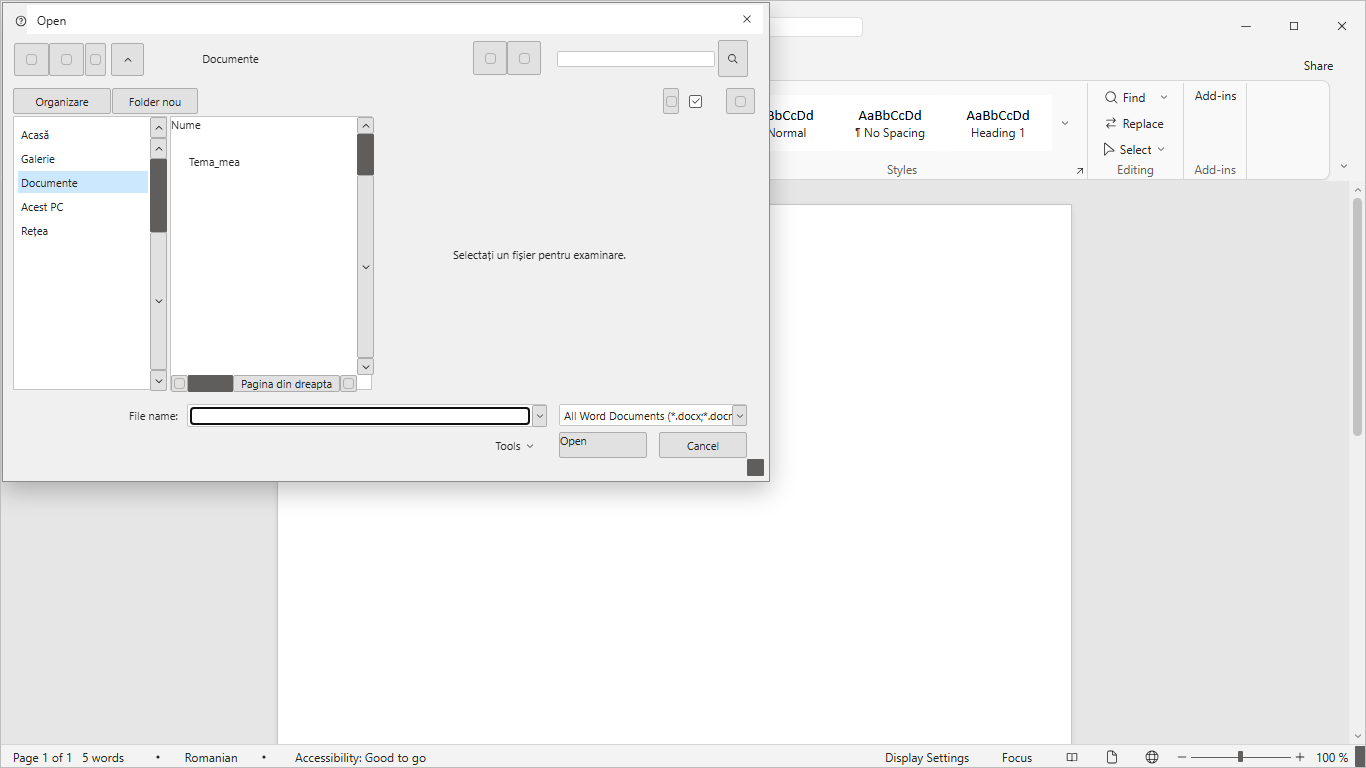 Open
Share
Documente
Organizare
Folder nou
Acasă
Galerie
Documente
Acest PC
Rețea
Nume
Tema_mea
Selectați un fișier pentru examinare.
Pagina din dreapta
File name:
All Word Documents (*.docx;*.docm
Tools
Open
Cancel
AaBbCcDd
AaBbCcDd
Normal
¶ No Spacing
Heading 1
Styles
Find
Replace
Select
Editing
Add-ins
Add-ins
Page 1 of 1
5 words
Romanian
Accessibility: Good to go
Display Settings
Focus
100 %